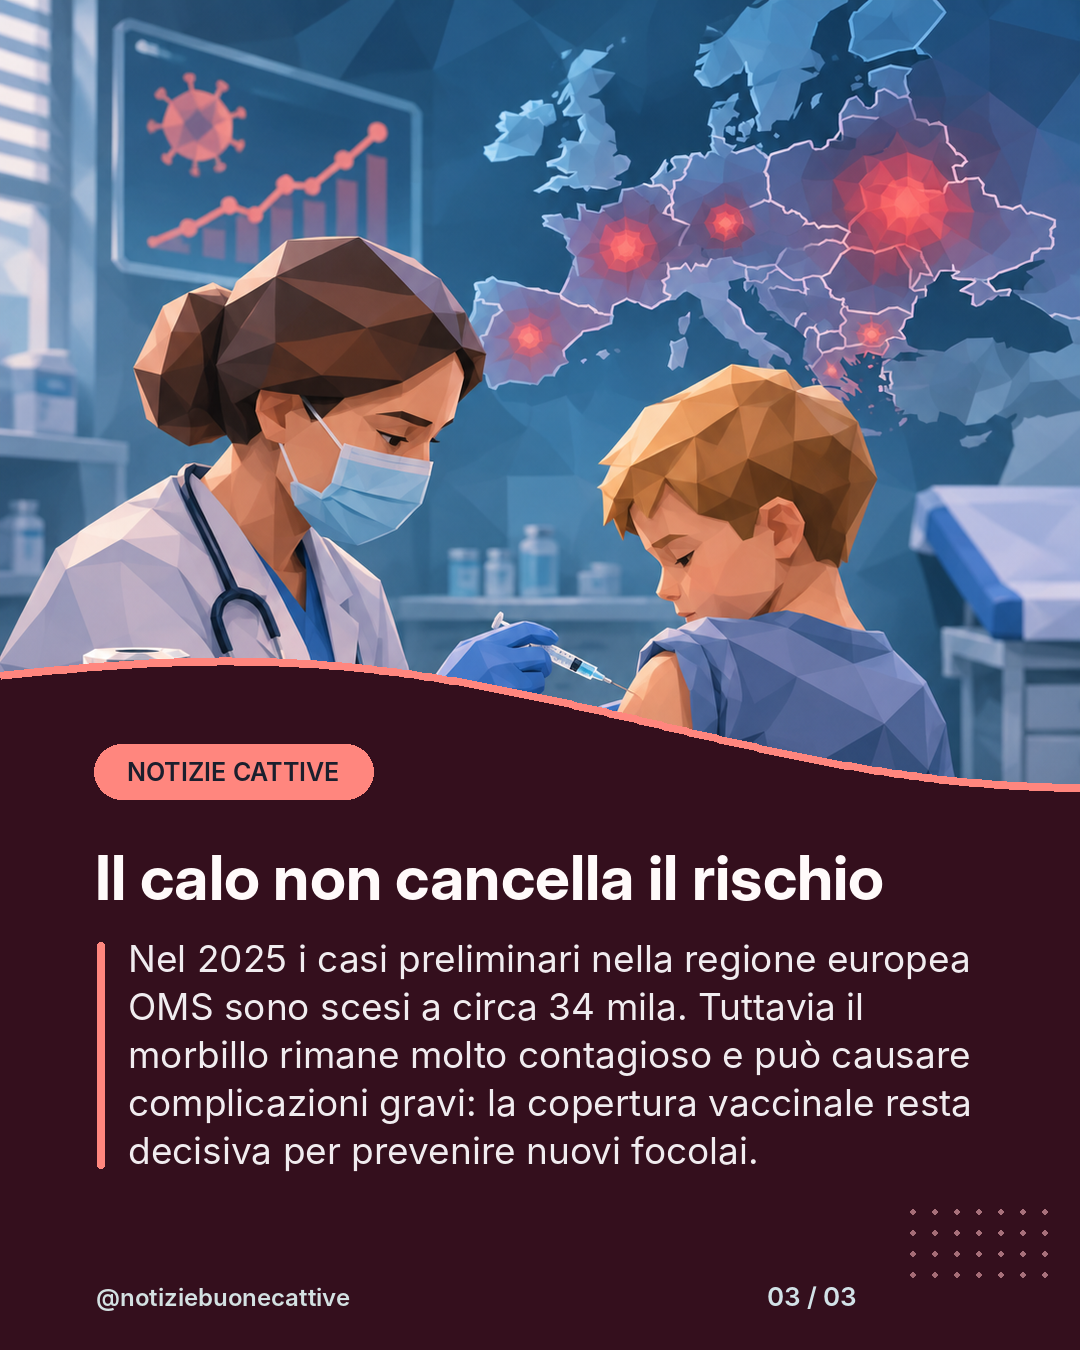 NOTIZIE CATTIVE
Il calo non cancella il rischio
Nel 2025 i casi preliminari nella regione europea
OMS sono scesi a circa 34 mila. Tuttavia il
morbillo rimane molto contagioso e può causare
complicazioni gravi: la copertura vaccinale resta
decisiva per prevenire nuovi focolai.
@notiziebuonecattive
03 / 03